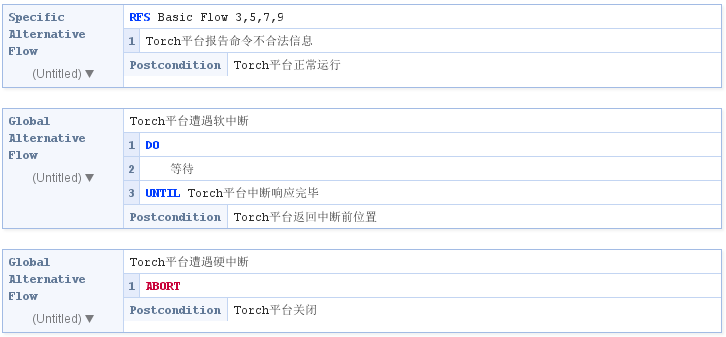 Specific Alternative Flow
(Untitled) ▼
RFS Basic Flow 3,5,7,9
1 Torch平台报告命令不合法信息
Postcondition Torch平台正常运行
Global Alternative Flow
(Untitled) ▼
Torch平台遭遇软中断
1 DO
2 等待
3 UNTIL Torch平台中断响应完毕
Postcondition Torch平台返回中断前位置
Global Alternative Flow
(Untitled) ▼
Torch平台遭遇硬中断
1 ABORT
Postcondition Torch平台关闭